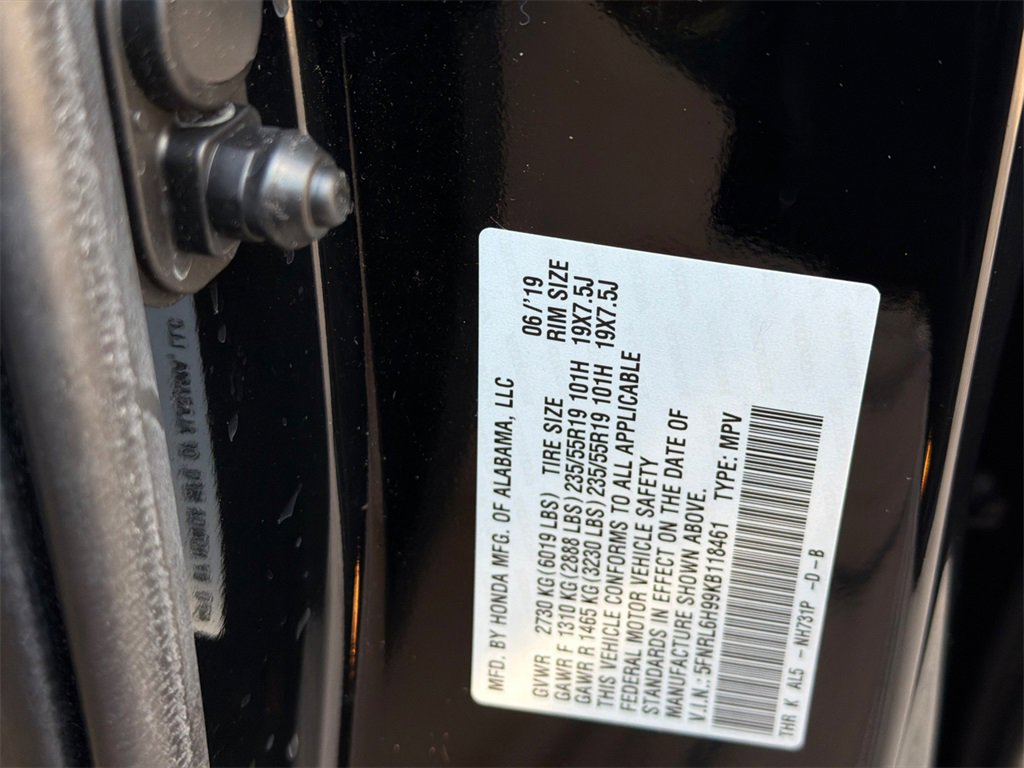 MFD. BY HONDA MFG. OF ALABAMA, LLC 06/'19
GVWR 2730 KG (6019 LBS) TIRE SIZE RIM SIZE
GAWR F 1310 KG (2888 LBS) 235/55R19 101H 19X7.5J
GAWR R 1465 KG (3230 LBS) 235/55R19 101H 19X7.5J
THIS VEHICLE CONFORMS TO ALL APPLICABLE
FEDERAL MOTOR VEHICLE SAFETY
STANDARDS IN EFFECT ON THE DATE OF
MANUFACTURE SHOWN ABOVE.
V.I.N.: 5FNRL6H99KB118461 TYPE: MPV
THR K AL5 -NH731P -D-B